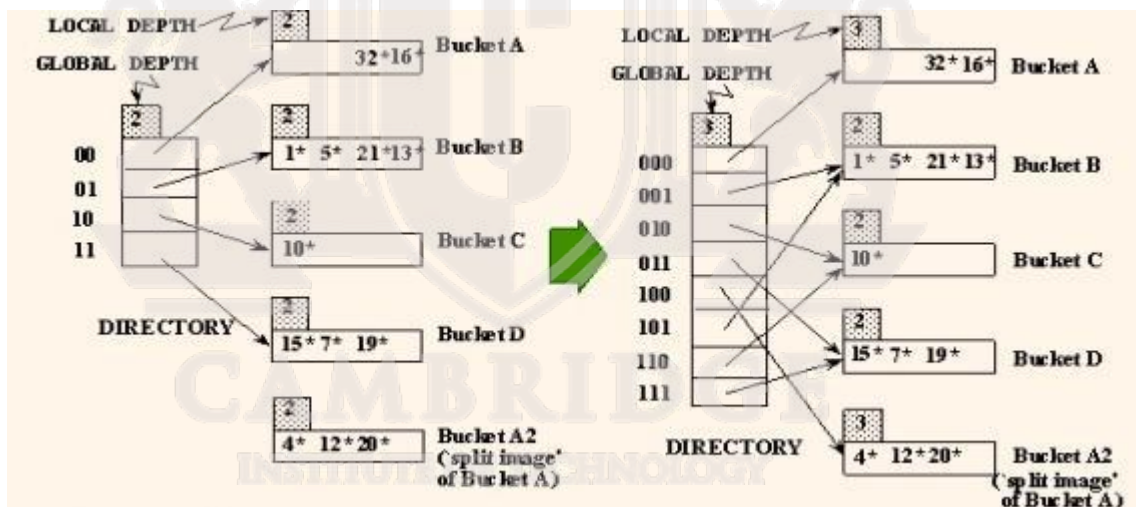 LOCAL DEPTH
GLOBAL DEPTH
2
00
01
10
11
DIRECTORY
2
32*16*
Bucket A
2
1* 5* 21*13*
Bucket B
2
10*
Bucket C
2
15* 7* 19*
Bucket D
2
4* 12*20*
Bucket A2
('split image'
of Bucket A)
LOCAL DEPTH
GLOBAL DEPTH
3
000
001
010
011
100
101
110
111
DIRECTORY
3
32* 16*
Bucket A
2
1* 5* 21* 13*
Bucket B
2
10*
Bucket C
2
15* 7* 19*
Bucket D
3
4* 12*20*
Bucket A2
('split image'
of Bucket A)
CAMBRIDGE
INSTITUTE TECHNOLOGY